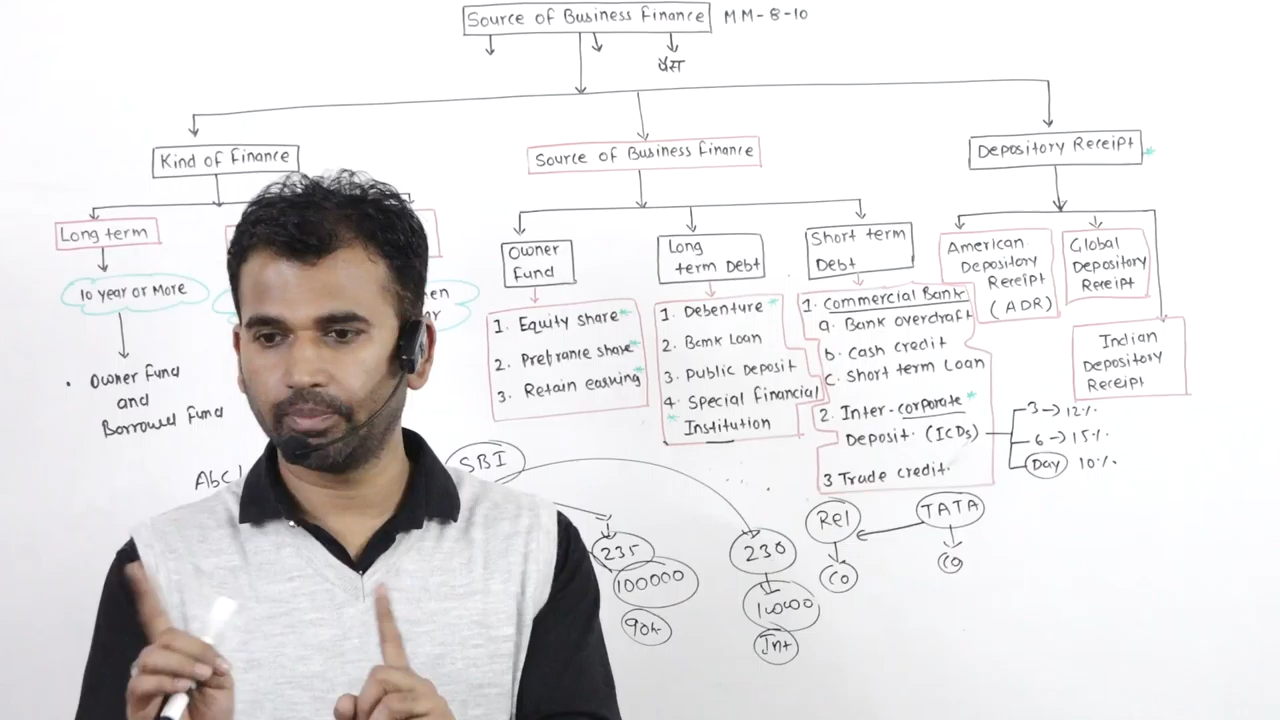 Source of Business Finance MM-8-10
पैसा
Kind of Finance
Source of Business Finance
Depository Receipt *
Long term
10 year or More
• Owner Fund
and
Borrowed Fund
Owner
Fund
1. Equity share *
2. Prefrance share *
3. Retain earning *
Long
term Debt
1. Debenture *
2. Bank Loan
3. Public Deposit
4. Special Financial
* Institution
Short term
Debt
1. Commercial Bank
a. Bank overdraft
b. Cash credit
c. Short term Loan
2. Inter-corporate *
Deposit. (ICDs)
3 Trade credit.
3 → 12%.
6 → 15%.
Day 10%.
American
Depository
Receipt
(ADR)
Global
Depository
Receipt
Indian
Depository
Receipt
SBI
235
100000
90k
230
100000
Int
Rel
Co
TATA
Co